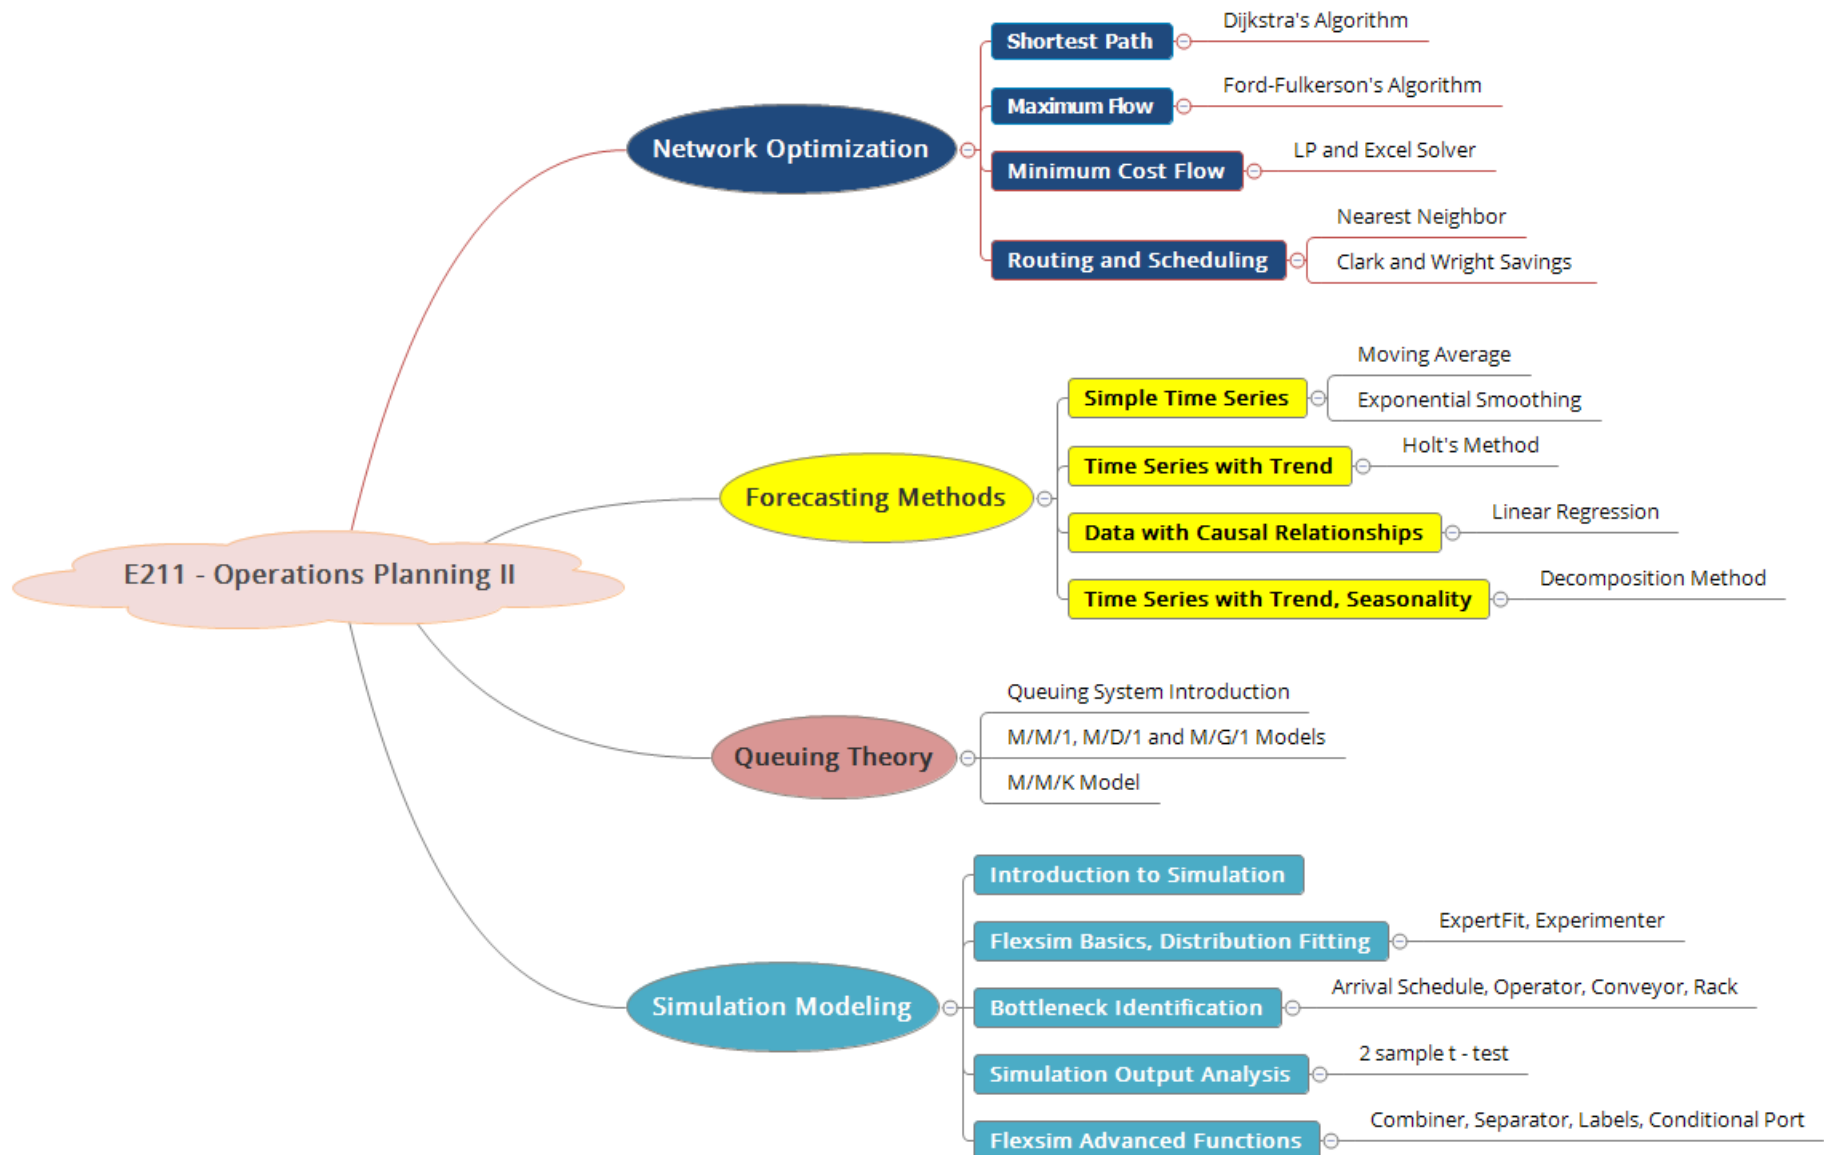 E211 - Operations Planning II
Network Optimization
Shortest Path
Dijkstra's Algorithm
Maximum Flow
Ford-Fulkerson's Algorithm
Minimum Cost Flow
LP and Excel Solver
Routing and Scheduling
Nearest Neighbor
Clark and Wright Savings
Forecasting Methods
Simple Time Series
Moving Average
Exponential Smoothing
Time Series with Trend
Holt's Method
Data with Causal Relationships
Linear Regression
Time Series with Trend, Seasonality
Decomposition Method
Queuing Theory
Queuing System Introduction
M/M/1, M/D/1 and M/G/1 Models
M/M/K Model
Simulation Modeling
Introduction to Simulation
Flexsim Basics, Distribution Fitting
ExpertFit, Experimenter
Bottleneck Identification
Arrival Schedule, Operator, Conveyor, Rack
Simulation Output Analysis
2 sample t - test
Flexsim Advanced Functions
Combiner, Separator, Labels, Conditional Port